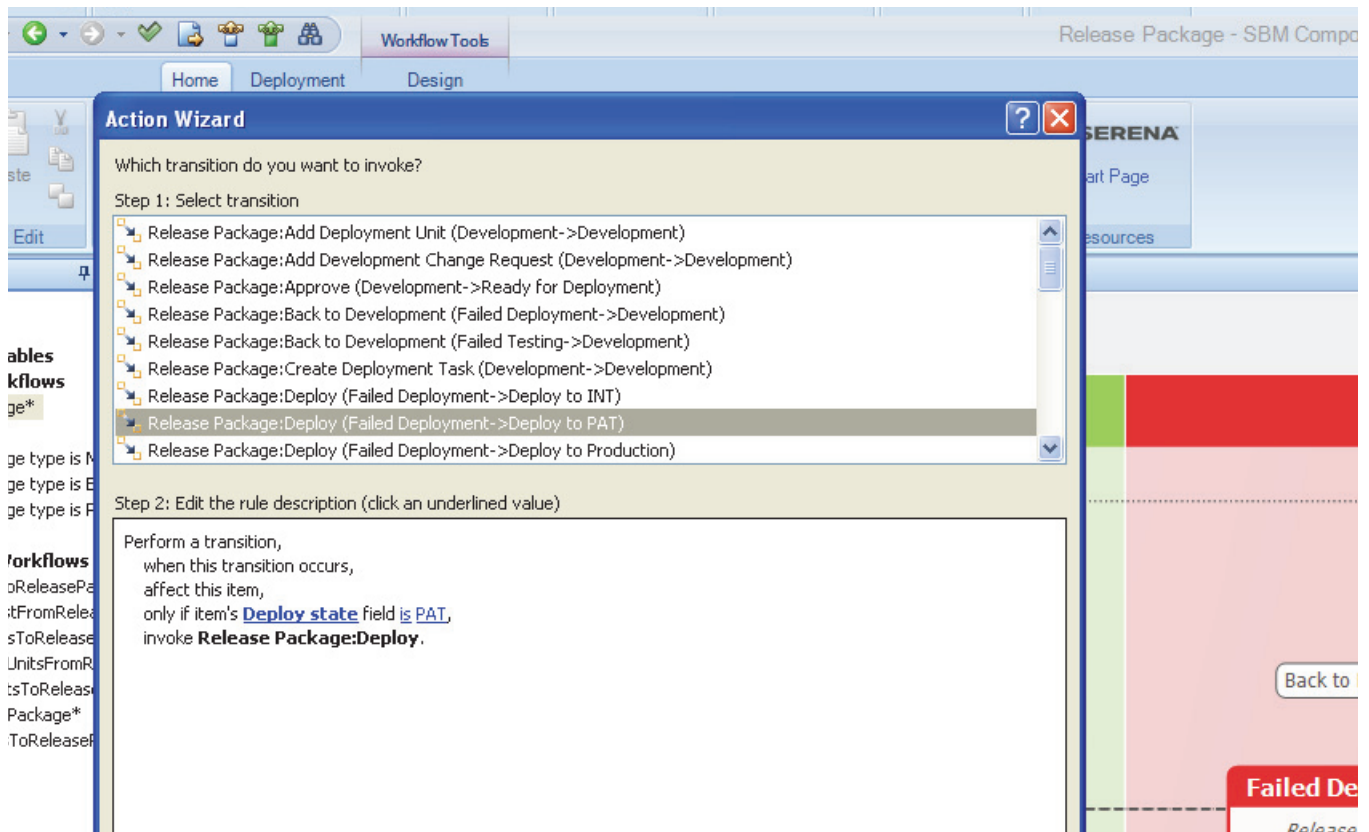 Workflow Tools
Release Package - SBM Compo
Home Deployment Design
Action Wizard
SERENA
Which transition do you want to invoke?
ste
art Page
Step 1: Select transition
Edit
esources
Release Package:Add Deployment Unit (Development->Development)
Release Package:Add Development Change Request (Development->Development)
Release Package:Approve (Development->Ready for Deployment)
Release Package:Back to Development (Failed Deployment->Development)
Release Package:Back to Development (Failed Testing->Development)
Release Package:Create Deployment Task (Development->Development)
Release Package:Deploy (Failed Deployment->Deploy to INT)
Release Package:Deploy (Failed Deployment->Deploy to PAT)
Release Package:Deploy (Failed Deployment->Deploy to Production)
ables
kflows
ge*
ge type is M
ge type is E
ge type is P
Step 2: Edit the rule description (click an underlined value)
Perform a transition,
when this transition occurs,
affect this item,
only if item's Deploy state field is PAT,
invoke Release Package:Deploy.
orkflows
oReleasePa
stFromRelea
sToRelease
UnitsFromR
tsToRelease
Package*
ToReleaseP
Back to
Failed De
Release